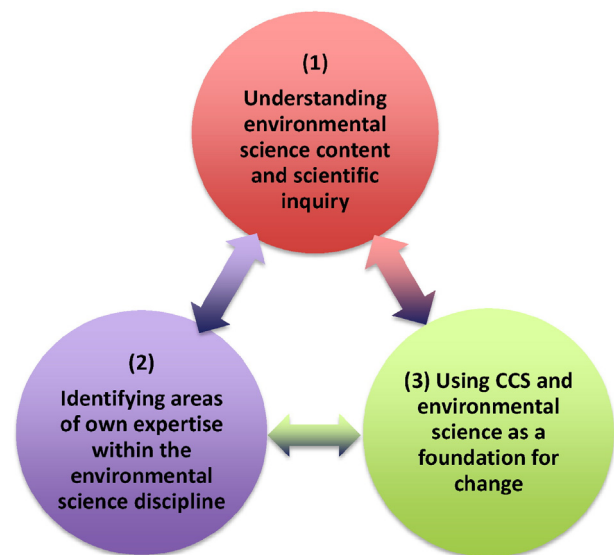 (1)
Understanding
environmental
science content
and scientific
inquiry
(2)
Identifying areas
of own expertise
within the
environmental
science discipline
(3) Using CCS and
environmental
science as a
foundation for
change